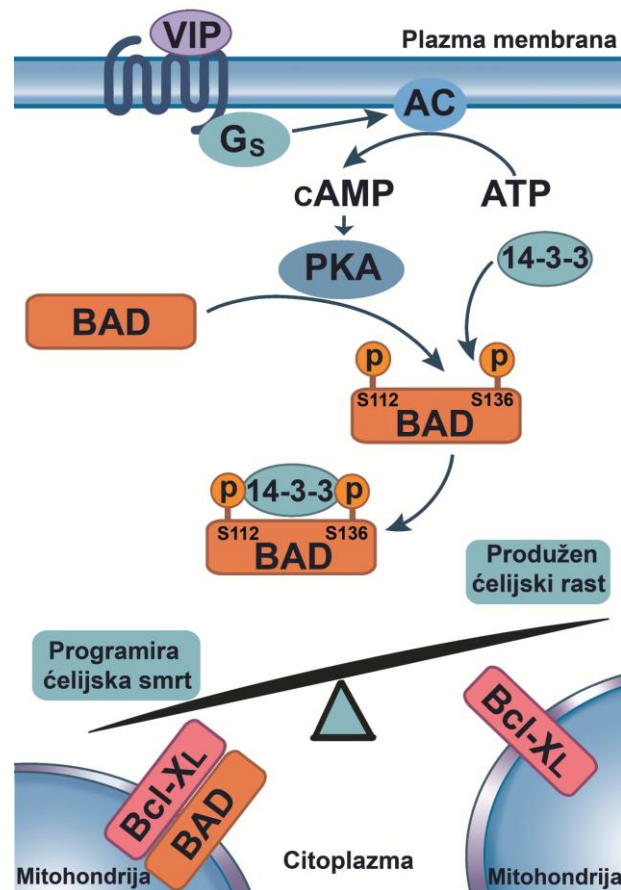 VIP
Plazma membrana
AC
Gs
cAMP
ATP
PKA
14-3-3
BAD
p
p
S112
S136
BAD
p
14-3-3
p
S112
S136
BAD
Produžen
ćelijski rast
Programira
ćelijska smrt
Bcl-XL
Bcl-XL
BAD
Citoplazma
Mitohondrija
Mitohondrija